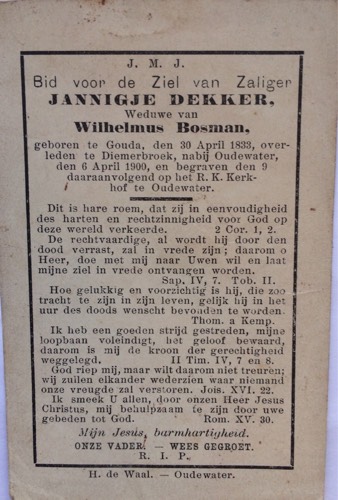 J. M. J.
Bid voor de Ziel van Zaliger
JANNIGJE DEKKER,
Weduwe van
Wilhelmus Bosman,
geboren te Gouda, den 30 April 1833, over-
leden te Diemerbroek, nabij Oudewater,
den 6 April 1900, en begraven den 9
daaraanvolgend op het R. K. Kerk-
hof te Oudewater.
Dit is hare roem, dat zij in eenvoudigheid
des harten en rechtzinnigheid voor God op
deze wereld verkeerde. 2 Cor. 1, 2.
De rechtvaardige, al wordt hij door den
dood verrast, zal in vrede zijn; daarom o
Heer, doe met mij naar Uwen wil en laat
mijne ziel in vrede ontvangen worden.
Sap. IV, 7. Tob. II.
Hoe gelukkig en voorzichtig is hij, die zoo
tracht te zijn in zijn leven, gelijk hij in het
uur des doods wenscht bevonden te worden.
Thom. a Kemp.
Ik heb een goeden strijd gestreden, mijne
loopbaan voleindigt, het geloof bewaard,
daarom is mij de kroon der gerechtigheid
weggelegd. II Tim. IV, 7 en 8.
God riep mij, maar wilt daarom niet treuren;
wij zullen elkander wederzien waar niemand
onze vreugde zal verstoren. Jois. XVI. 22.
Ik smeek U allen, door onzen Heer Jesus
Christus, mij behulpzaam te zijn door uwe
gebeden tot God. Rom. XV. 30.
Mijn Jesus, barmhartigheid.
ONZE VADER. — WEES GEGROET.
R. I. P.
H. de Waal. — Oudewater.